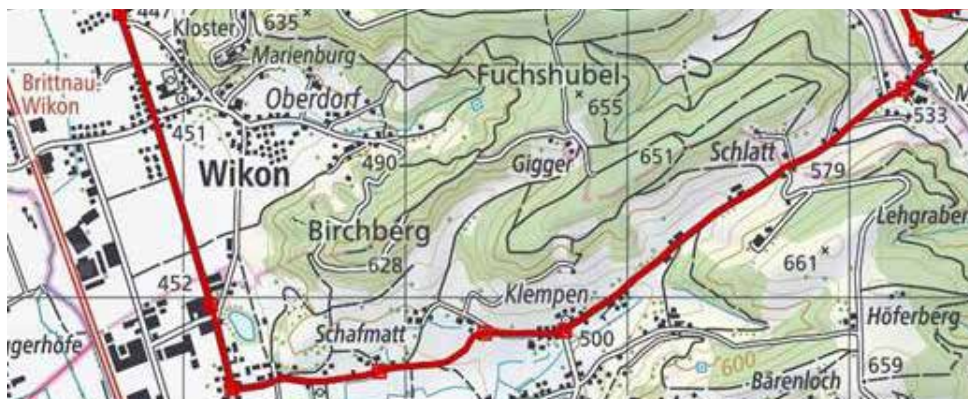 447
Kloster
635
Marienburg
Brittnau-
Wikon
Fuchshubel
Oberdorf
655
533
451
490
651
Schlatt
579
Gigger
Wikon
Lehgraben
Birchberg
628
661
452
Klempen
Schafmatt
500
Höferberg
gerhöfe
600
659
Bärenloch